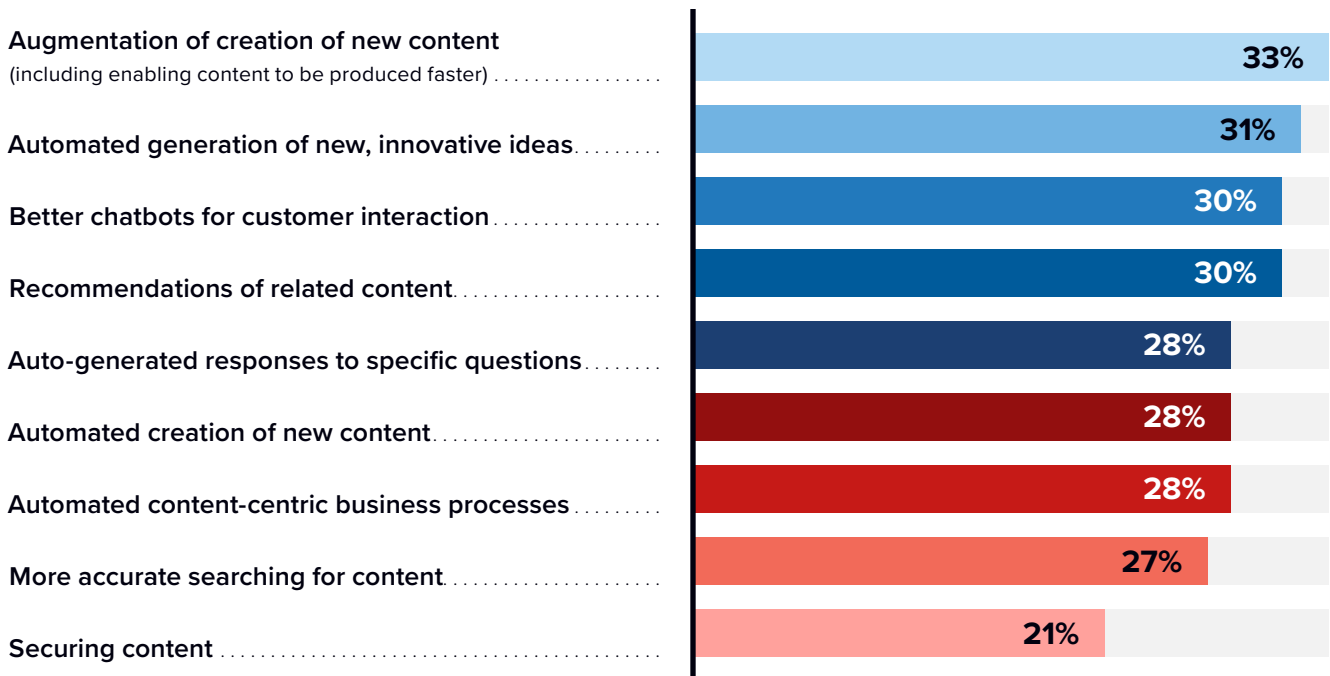 Augmentation of creation of new content
(including enabling content to be produced faster) . . . . . . . . . . . . . . . . . 33%
Automated generation of new, innovative ideas. . . . . . . . 31%
Better chatbots for customer interaction . . . . . . . . . . . . . . . . . 30%
Recommendations of related content. . . . . . . . . . . . . . . . . . . . 30%
Auto-generated responses to specific questions . . . . . . . 28%
Automated creation of new content. . . . . . . . . . . . . . . . . . . . . . 28%
Automated content-centric business processes . . . . . . . . . 28%
More accurate searching for content. . . . . . . . . . . . . . . . . . . . . 27%
Securing content . . . . . . . . . . . . . . . . . . . . . . . . . . . . . . . . . . . . . . . . 21%